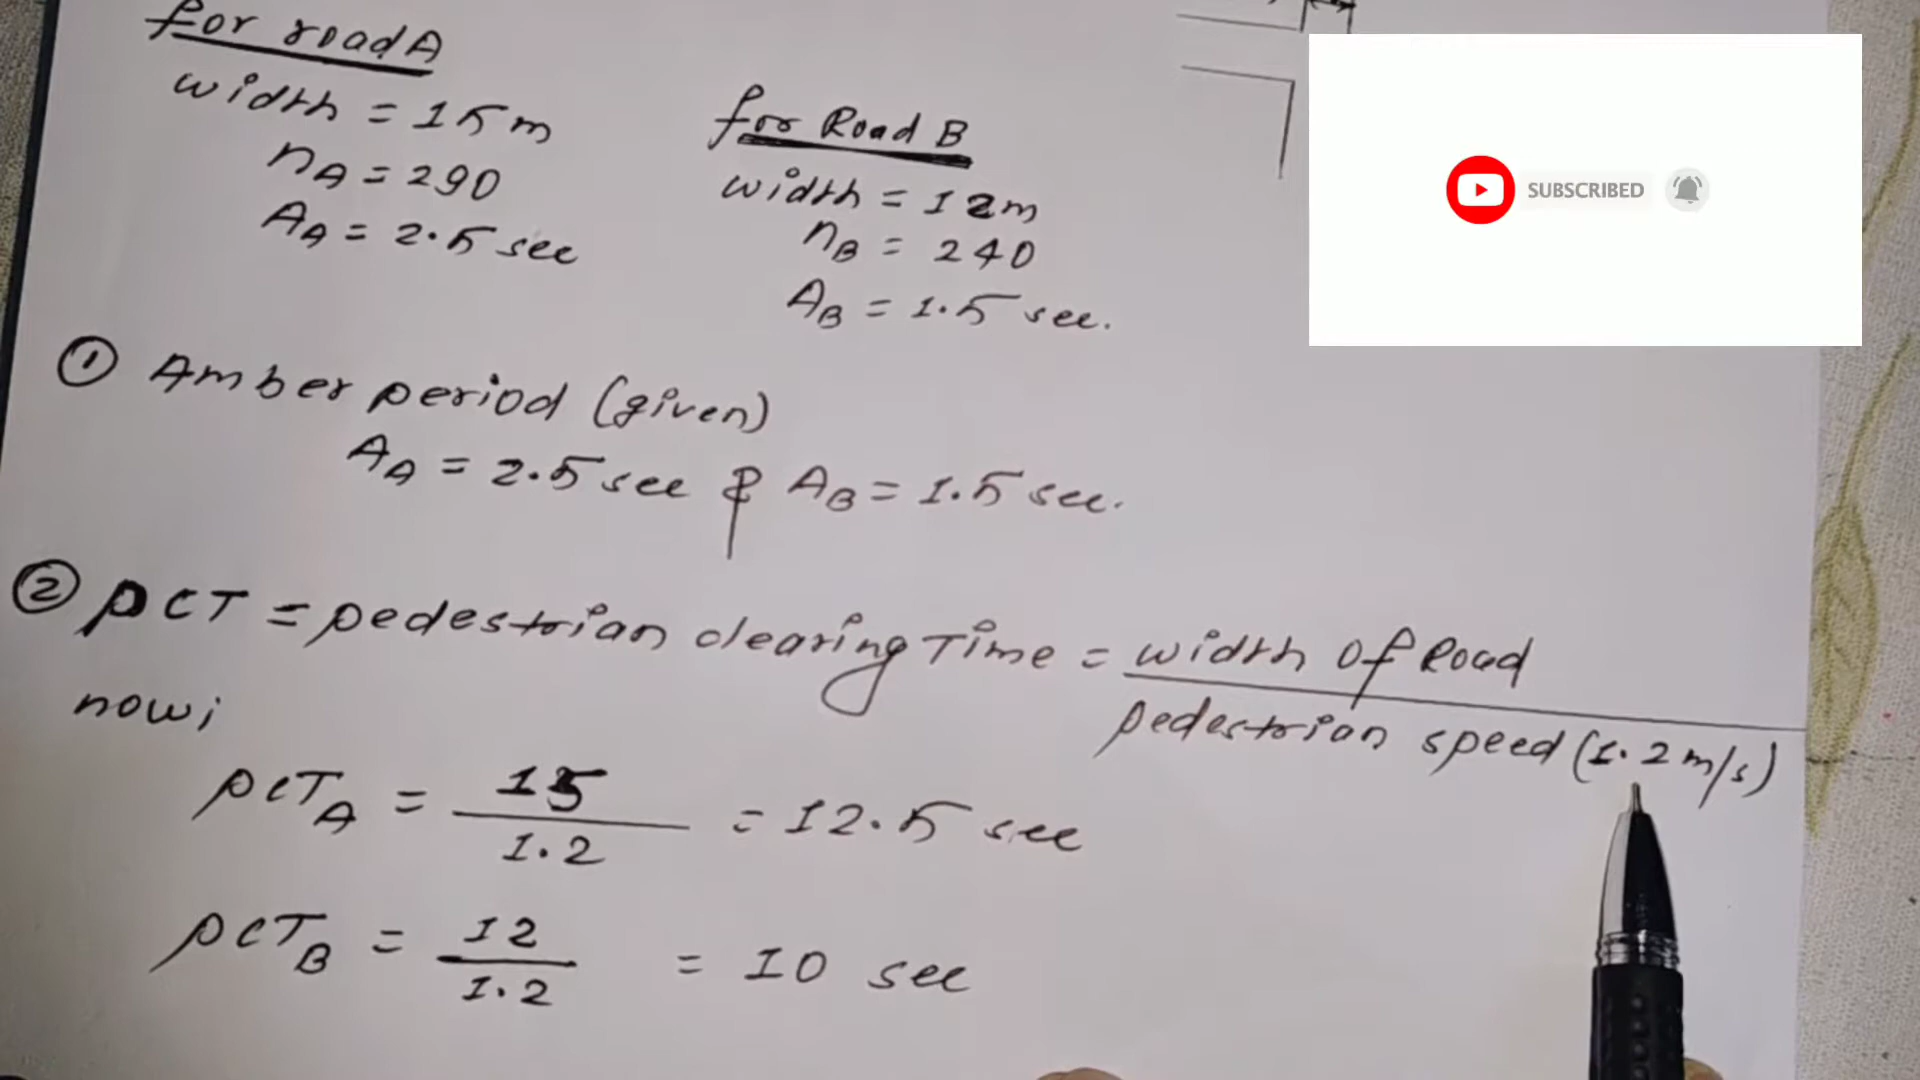 for road A
width = 15 m
nA = 290
AA = 2.5 sec
for Road B
width = 12m
nB = 240
AB = 1.5 sec.
SUBSCRIBED
① Amber period (given)
AA = 2.5 sec & AB = 1.5 sec.
② PCT = pedestrian clearing Time = width of Road
pedestrian speed (1.2 m/s)
now;
PCTA = 15 / 1.2 = 12.5 sec
PCTB = 12 / 1.2 = 10 sec